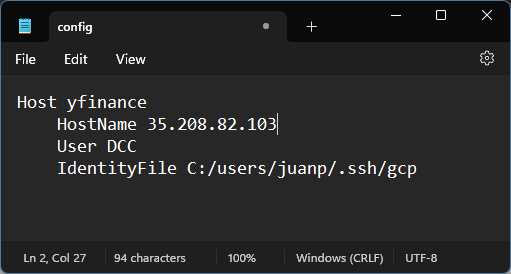 config
File Edit View
Host yfinance
    HostName 35.208.82.103
    User DCC
    IdentityFile C:/users/juanp/.ssh/gcp
Ln 2, Col 27 94 characters 100% Windows (CRLF) UTF-8